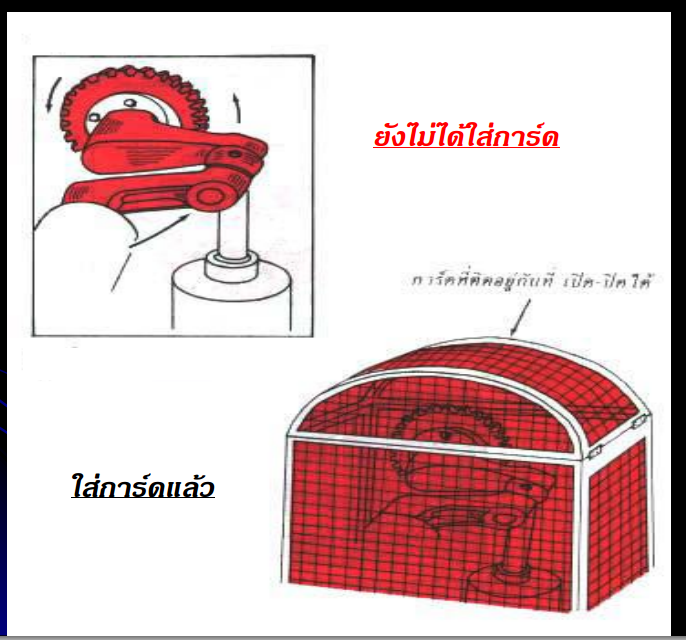 ยังไม่ได้ใส่การ์ด
การ์ดที่ติดอยู่กับที่ เปิด-ปิดได้
ใส่การ์ดแล้ว